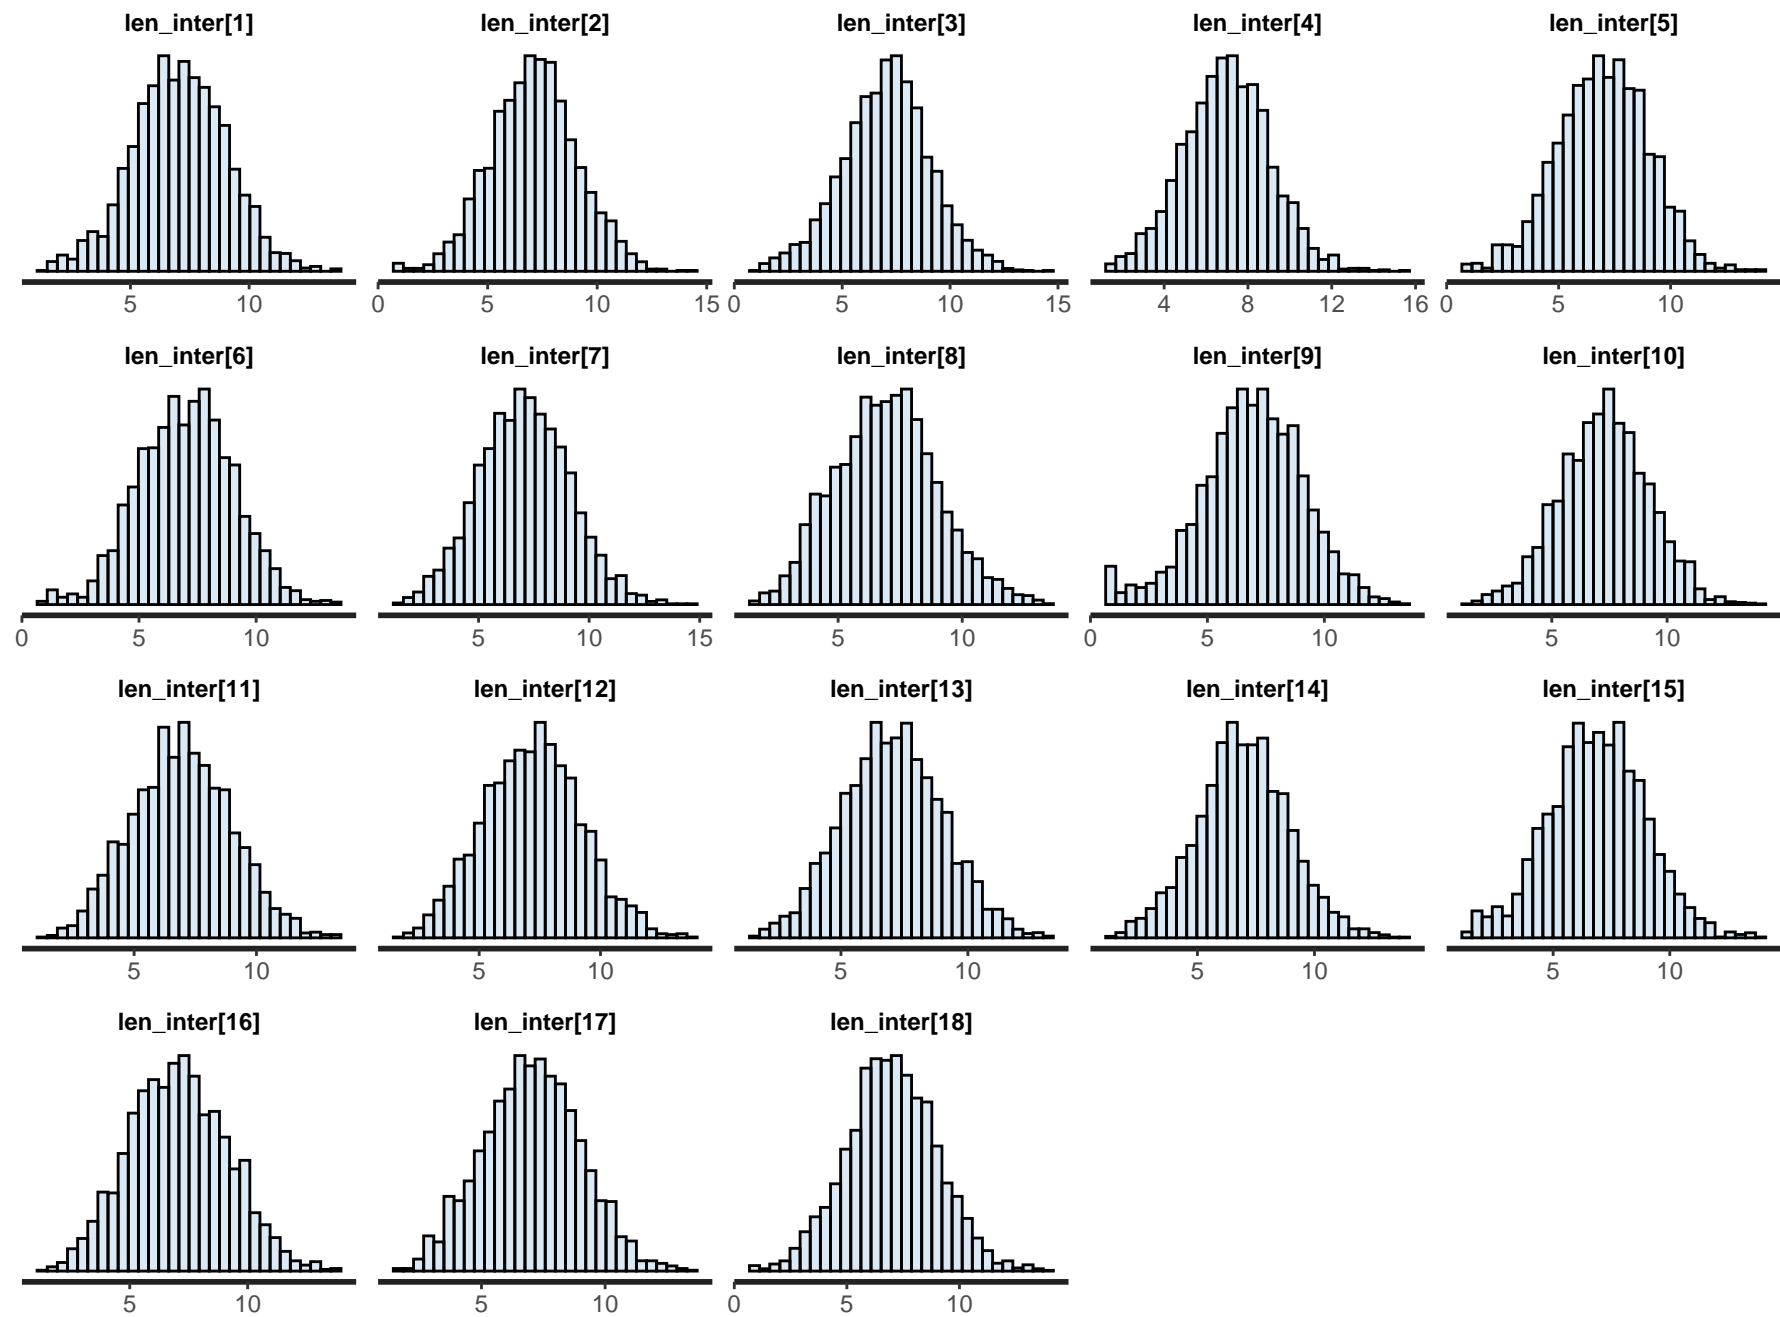 len_inter[1] len_inter[2] len_inter[3] len_inter[4] len_inter[5]
5 10 0 5 10 15 0 5 10 15 4 8 12 16 0 5 10
len_inter[6] len_inter[7] len_inter[8] len_inter[9] len_inter[10]
0 5 10 5 10 15 5 10 0 5 10 5 10
len_inter[11] len_inter[12] len_inter[13] len_inter[14] len_inter[15]
5 10 5 10 5 10 5 10 5 10
len_inter[16] len_inter[17] len_inter[18]
5 10 5 10 0 5 10